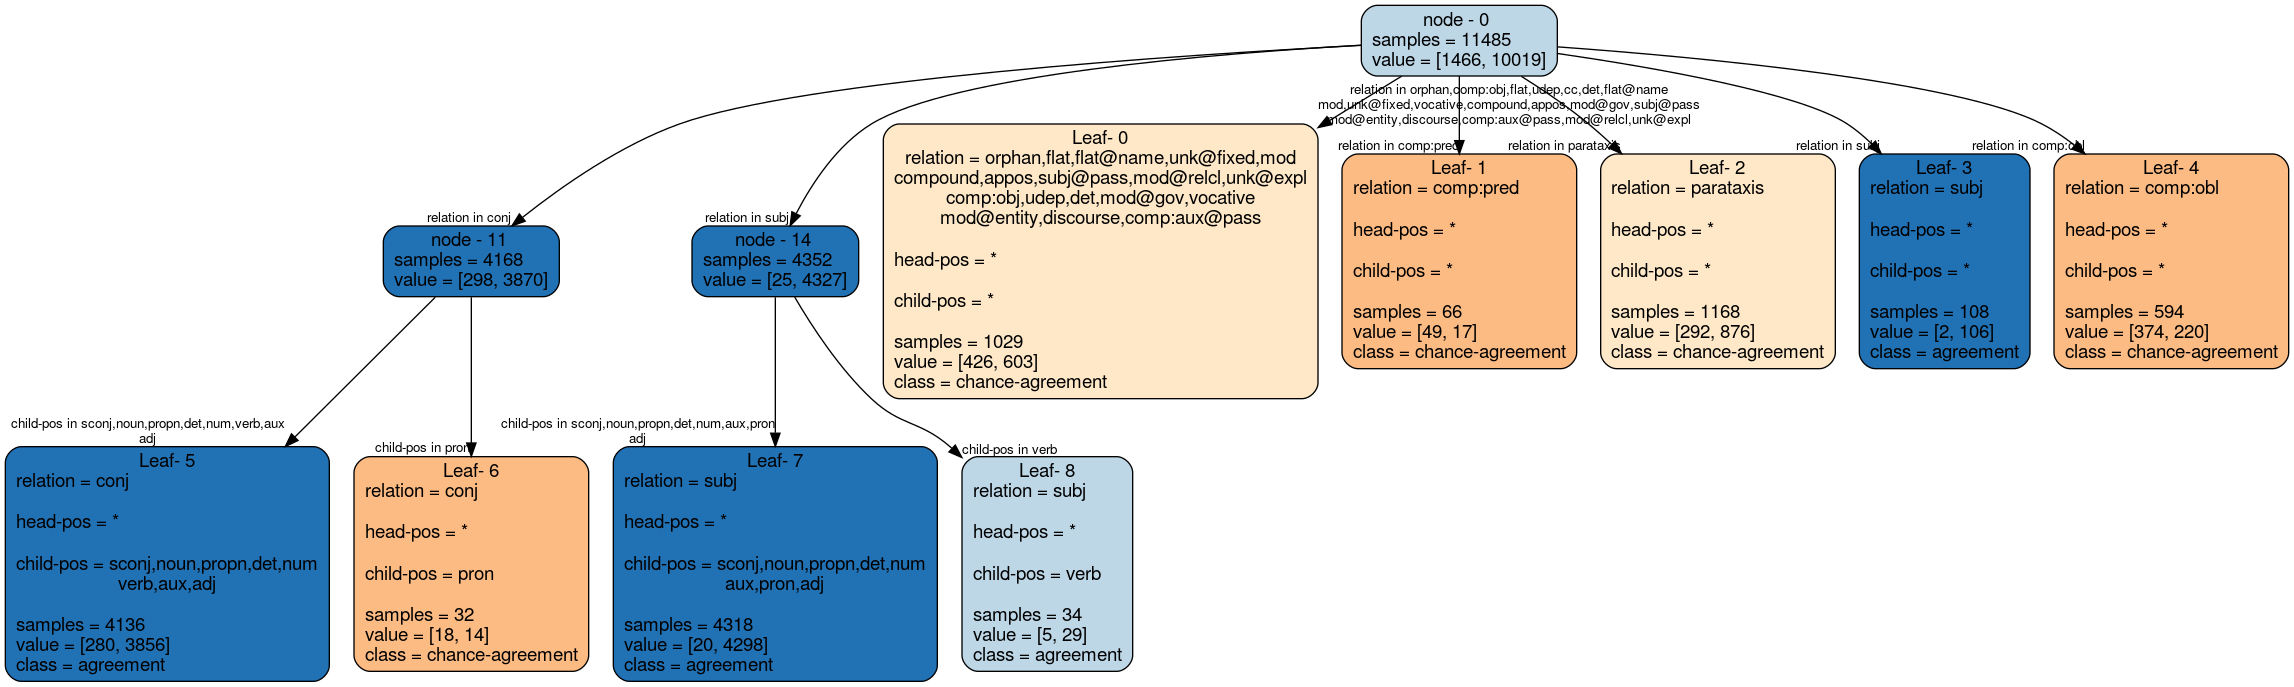 node - 0
samples = 11485
value = [1466, 10019]
relation in orphan,comp:obj,flat,udep,cc,det,flat@name
mod,unk@fixed,vocative,compound,appos,mod@gov,subj@pass
mod@entity,discourse,comp:aux@pass,mod@relcl,unk@expl
relation in conj
node - 11
samples = 4168
value = [298, 3870]
relation in subj
node - 14
samples = 4352
value = [25, 4327]
Leaf- 0
relation = orphan,flat,flat@name,unk@fixed,mod
compound,appos,subj@pass,mod@relcl,unk@expl
comp:obj,udep,det,mod@gov,vocative
mod@entity,discourse,comp:aux@pass
head-pos = *
child-pos = *
samples = 1029
value = [426, 603]
class = chance-agreement
relation in comp:pred
Leaf- 1
relation = comp:pred
head-pos = *
child-pos = *
samples = 66
value = [49, 17]
class = chance-agreement
relation in parataxis
Leaf- 2
relation = parataxis
head-pos = *
child-pos = *
samples = 1168
value = [292, 876]
class = chance-agreement
relation in subj
Leaf- 3
relation = subj
head-pos = *
child-pos = *
samples = 108
value = [2, 106]
class = agreement
relation in comp:obl
Leaf- 4
relation = comp:obl
head-pos = *
child-pos = *
samples = 594
value = [374, 220]
class = chance-agreement
child-pos in sconj,noun,propn,det,num,verb,aux
adj
Leaf- 5
relation = conj
head-pos = *
child-pos = sconj,noun,propn,det,num
verb,aux,adj
samples = 4136
value = [280, 3856]
class = agreement
child-pos in pron
Leaf- 6
relation = conj
head-pos = *
child-pos = pron
samples = 32
value = [18, 14]
class = chance-agreement
child-pos in sconj,noun,propn,det,num,aux,pron
adj
Leaf- 7
relation = subj
head-pos = *
child-pos = sconj,noun,propn,det,num
aux,pron,adj
samples = 4318
value = [20, 4298]
class = agreement
child-pos in verb
Leaf- 8
relation = subj
head-pos = *
child-pos = verb
samples = 34
value = [5, 29]
class = agreement